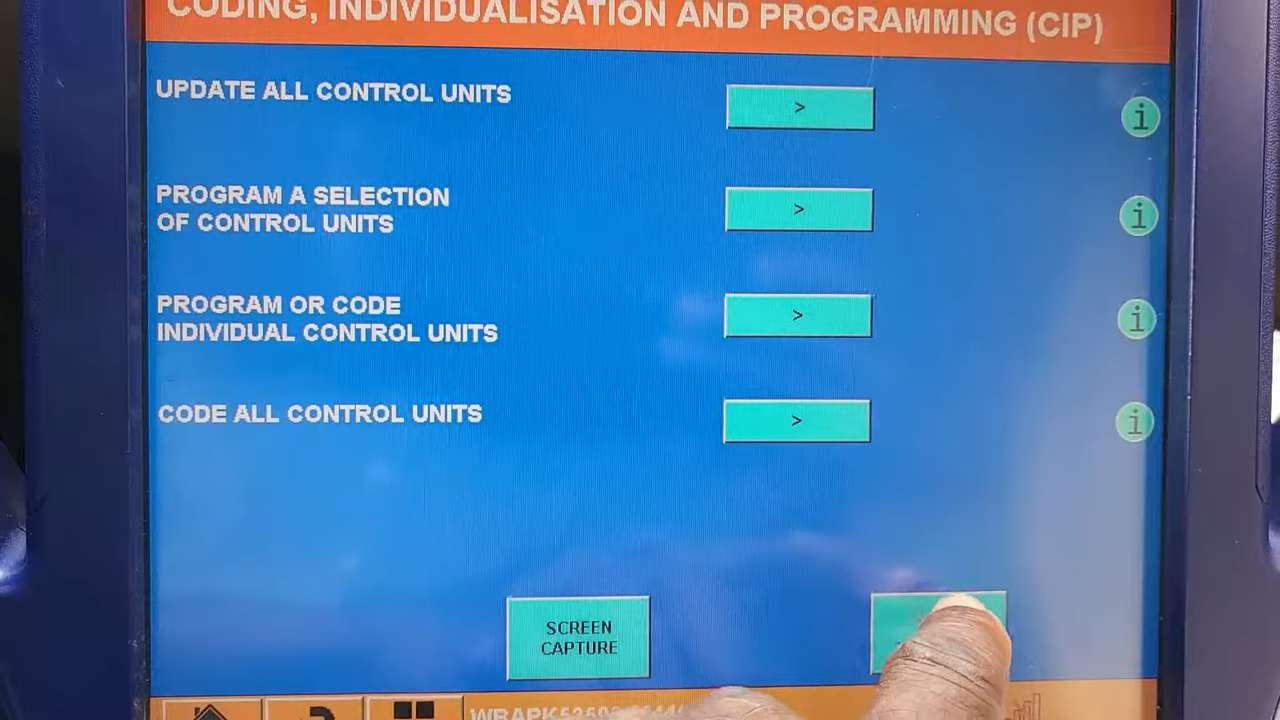 CODING, INDIVIDUALISATION AND PROGRAMMING (CIP)
UPDATE ALL CONTROL UNITS
>
i
PROGRAM A SELECTION
OF CONTROL UNITS
>
i
PROGRAM OR CODE
INDIVIDUAL CONTROL UNITS
>
i
CODE ALL CONTROL UNITS
>
i
SCREEN
CAPTURE